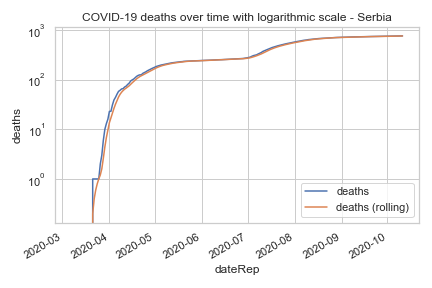 COVID-19 deaths over time with logarithmic scale - Serbia
10³
10²
10¹
10⁰
deaths
deaths
deaths (rolling)
2020-03
2020-04
2020-05
2020-06
2020-07
2020-08
2020-09
2020-10
dateRep